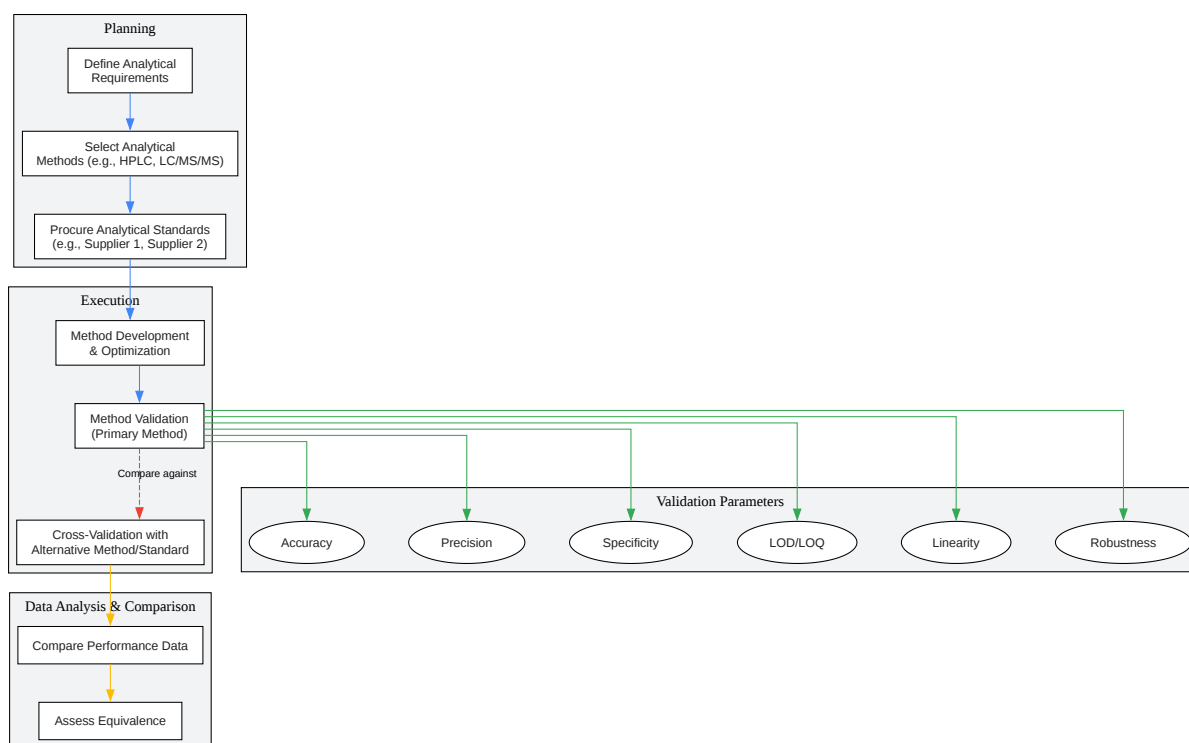 Planning
Define Analytical
Requirements
Select Analytical
Methods (e.g., HPLC, LC/MS/MS)
Procure Analytical Standards
(e.g., Supplier 1, Supplier 2)
Execution
Method Development
& Optimization
Method Validation
(Primary Method)
Compare against
Cross-Validation with
Alternative Method/Standard
Validation Parameters
Accuracy
Precision
Specificity
LOD/LOQ
Linearity
Robustness
Data Analysis & Comparison
Compare Performance Data
Assess Equivalence